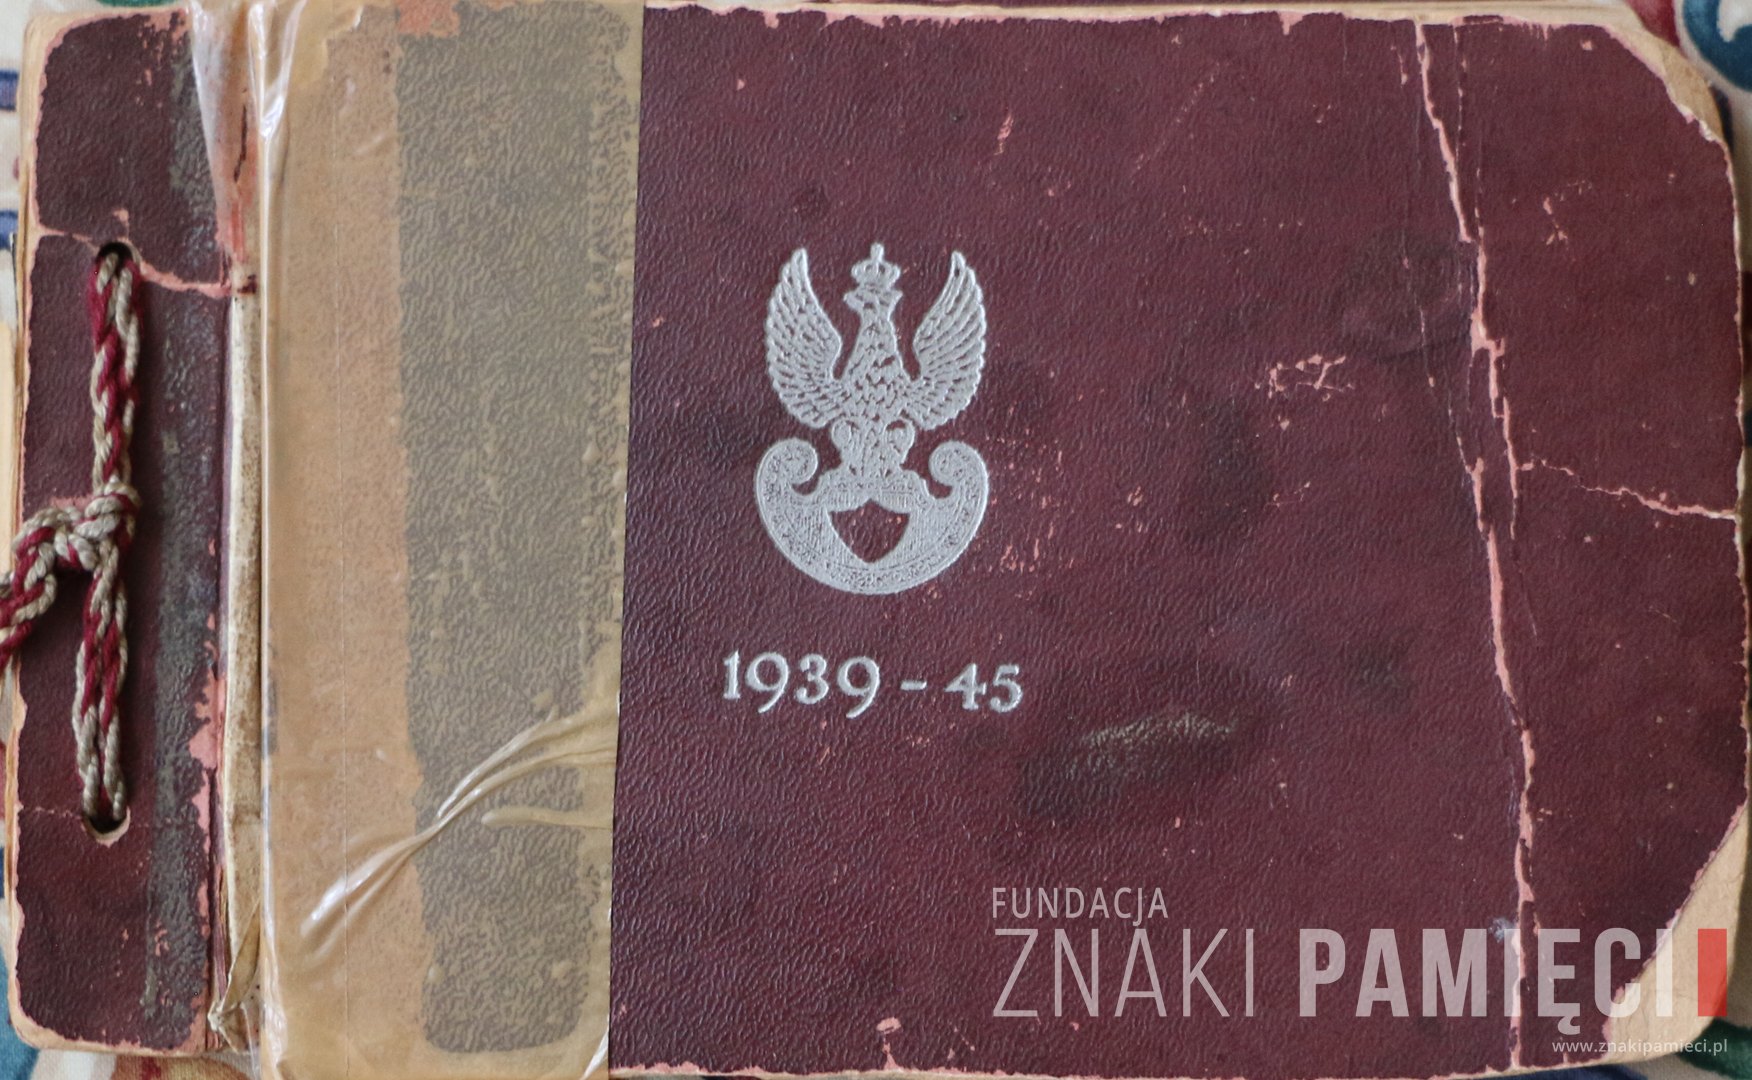 1939 - 45
FUNDACJA
ZNAKI PAMIĘCI
www.znakipamieci.pl